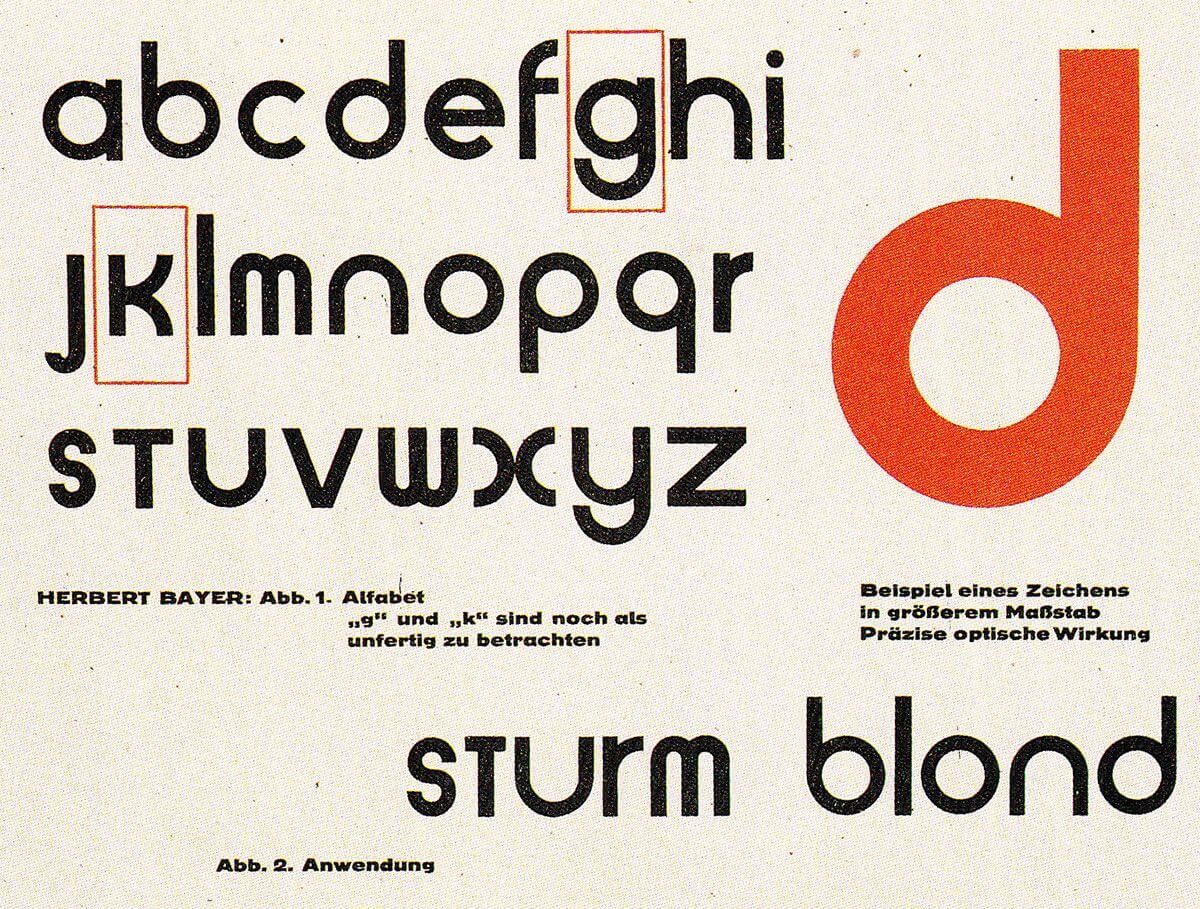 abcdefghi
jklmnopqr
stuvwxyz
d
HERBERT BAYER: Abb. 1. Alfabet
„g“ und „k“ sind noch als
unfertig zu betrachten
Beispiel eines Zeichens
in größerem Maßstab
Präzise optische Wirkung
sturm blond
Abb. 2. Anwendung